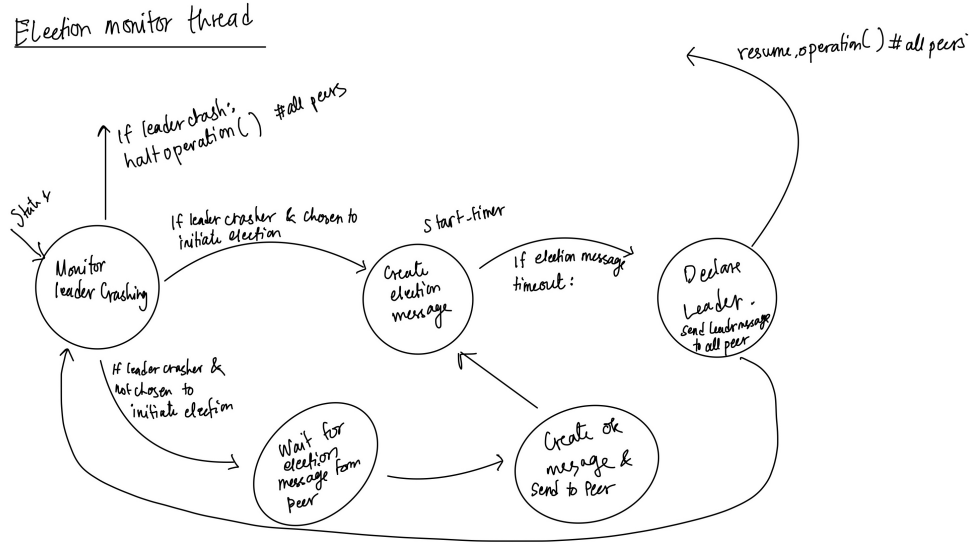 Election monitor thread
resume_operation() # all peers
If leader crash:
halt operation() # all peers
Start
If leader crasher & chosen to
initiate election
Start-timer
Monitor
leader Crashing
Create
election
message
If election message
timeout:
Declare
Leader.
Send leader message
to all peer
If leader crasher &
not chosen to
initiate election
Wait for
election
message from
peer
Create ok
message &
Send to Peer